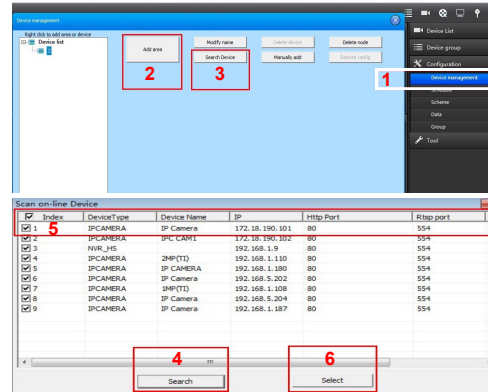 Device management
Right click to add area or device
Device list
1
Add area
Modify name
Delete device
Delete node
Search Device
Manually add
Remote config
2
3
Device List
Device group
Configuration
1
Device management
Schedule
Scheme
Data
Group
Tool
Scan on-line Device
Index DeviceType Device Name IP Http Port Rtsp port
1 5 IPCAMERA IP Camera 172.18.190.101 80 554
2 IPCAMERA IPC CAM1 172.18.190.102 80 554
3 NVR_HS 192.168.1.9 80 554
4 IPCAMERA 2MP(TI) 192.168.1.110 80 554
5 IPCAMERA IP CAMERA 192.168.1.180 80 554
6 IPCAMERA IP Camera 192.168.5.202 80 554
7 IPCAMERA 1MP(TI) 192.168.1.108 80 554
8 IPCAMERA IP Camera 192.168.5.204 80 554
9 IPCAMERA IP Camera 192.168.1.187 80 554
4
6
Search
Select